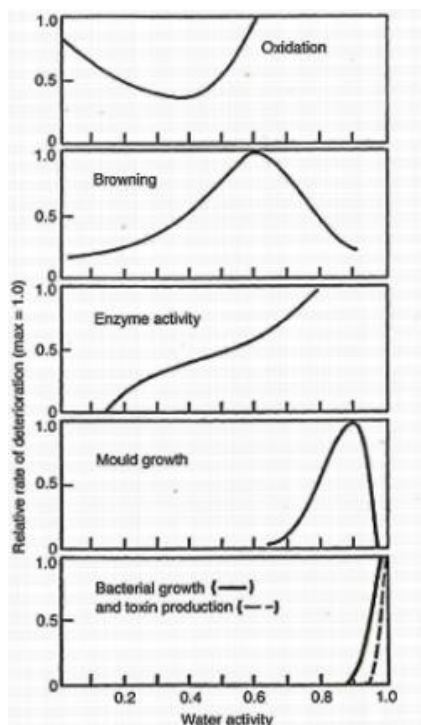 Relative rate of deterioration (max = 1.0)
1.0
Oxidation
0.5
0
1.0
Browning
0.5
0
1.0
Enzyme activity
0.5
0
1.0
Mould growth
0.5
0
1.0
Bacterial growth (—)
and toxin production (– –)
0.5
0
0.2 0.4 0.6 0.8 1.0
Water activity